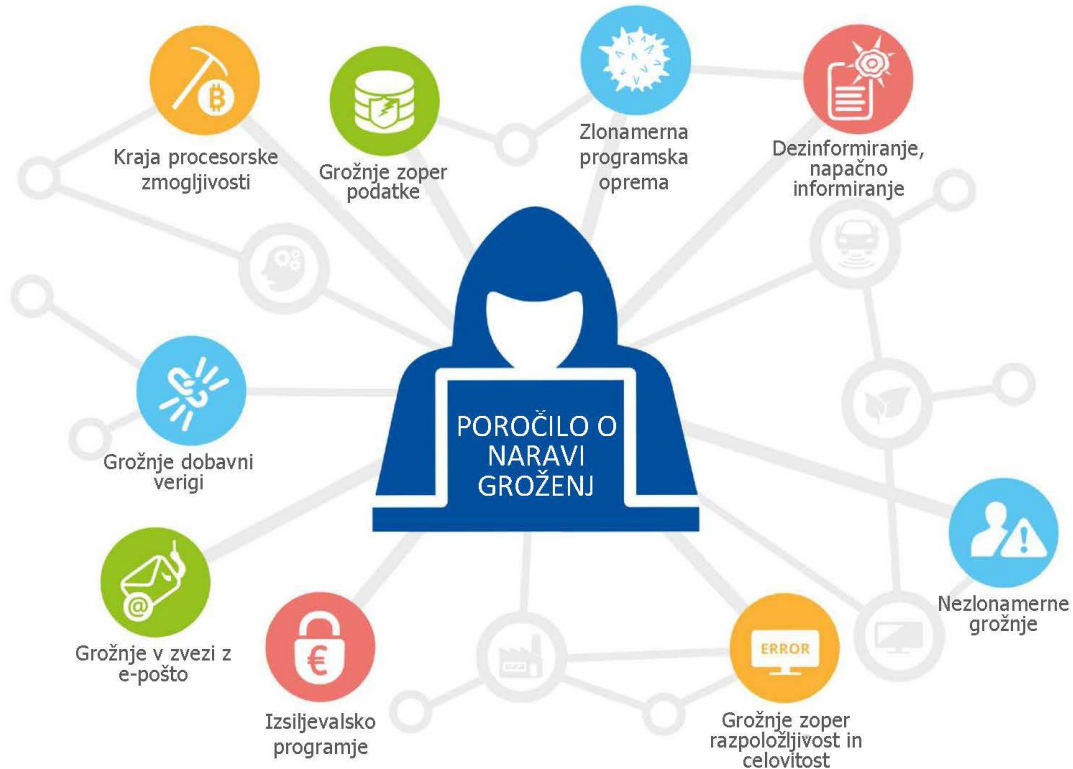 Kraja procesorske
zmogljivosti
Grožnje zoper
podatke
Zlonamerna
programska
oprema
Dezinformiranje,
napačno
informiranje
POROČILO O
NARAVI
GROŽENJ
Grožnje dobavni
verigi
Nezlonamerne
grožnje
Grožnje v zvezi z
e-pošto
Izsiljevalsko
programje
ERROR
Grožnje zoper
razpoložljivost in
celovitost